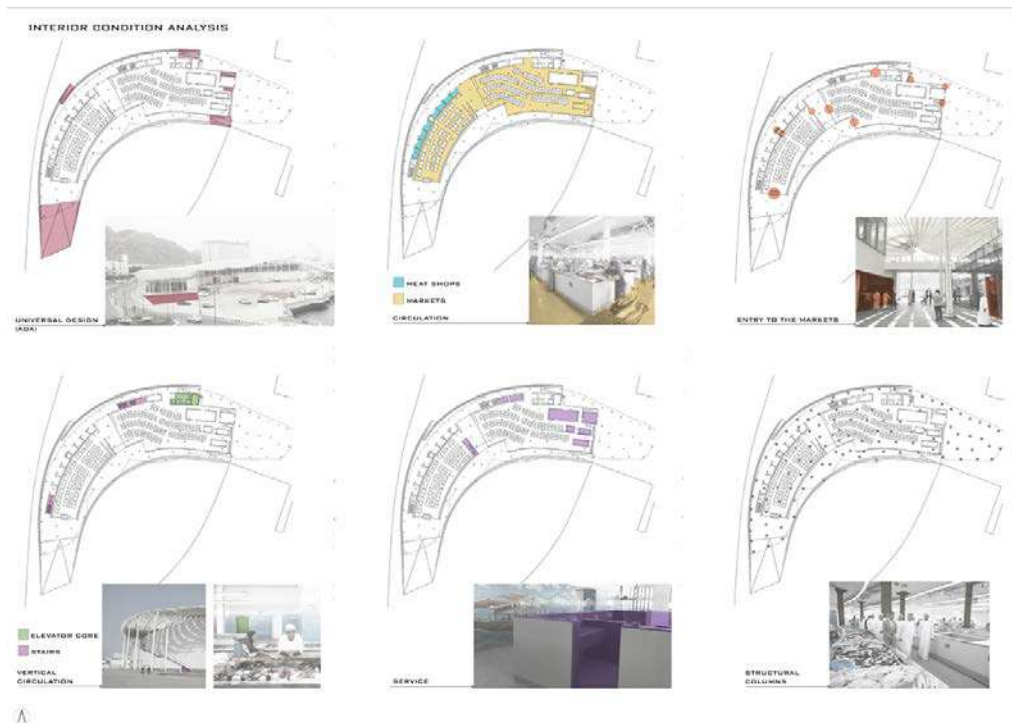 INTERIOR CONDITION ANALYSIS
UNIVERSAL DESIGN
(ADA)
MEAT SHOPS
MARKETS
CIRCULATION
ENTRY TO THE MARKETS
ELEVATOR CORE
STAIRS
VERTICAL
CIRCULATION
SERVICE
STRUCTURAL
COLUMNS